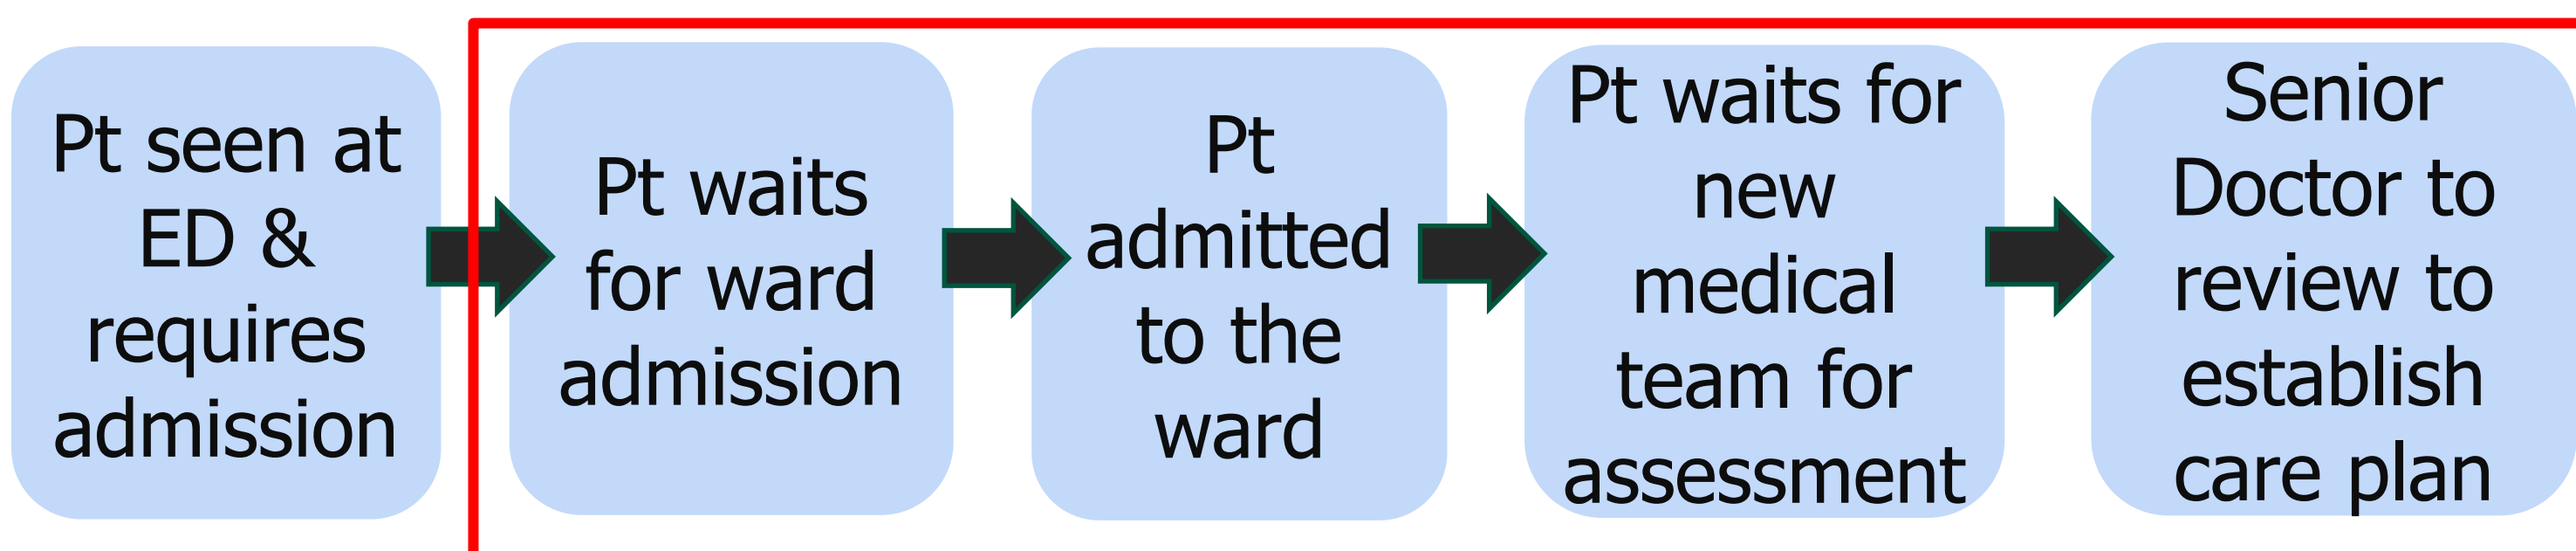 Pt seen at
ED &
requires
admission
Pt waits
for ward
admission
Pt
admitted
to the
ward
Pt waits for
new
medical
team for
assessment
Senior
Doctor to
review to
establish
care plan